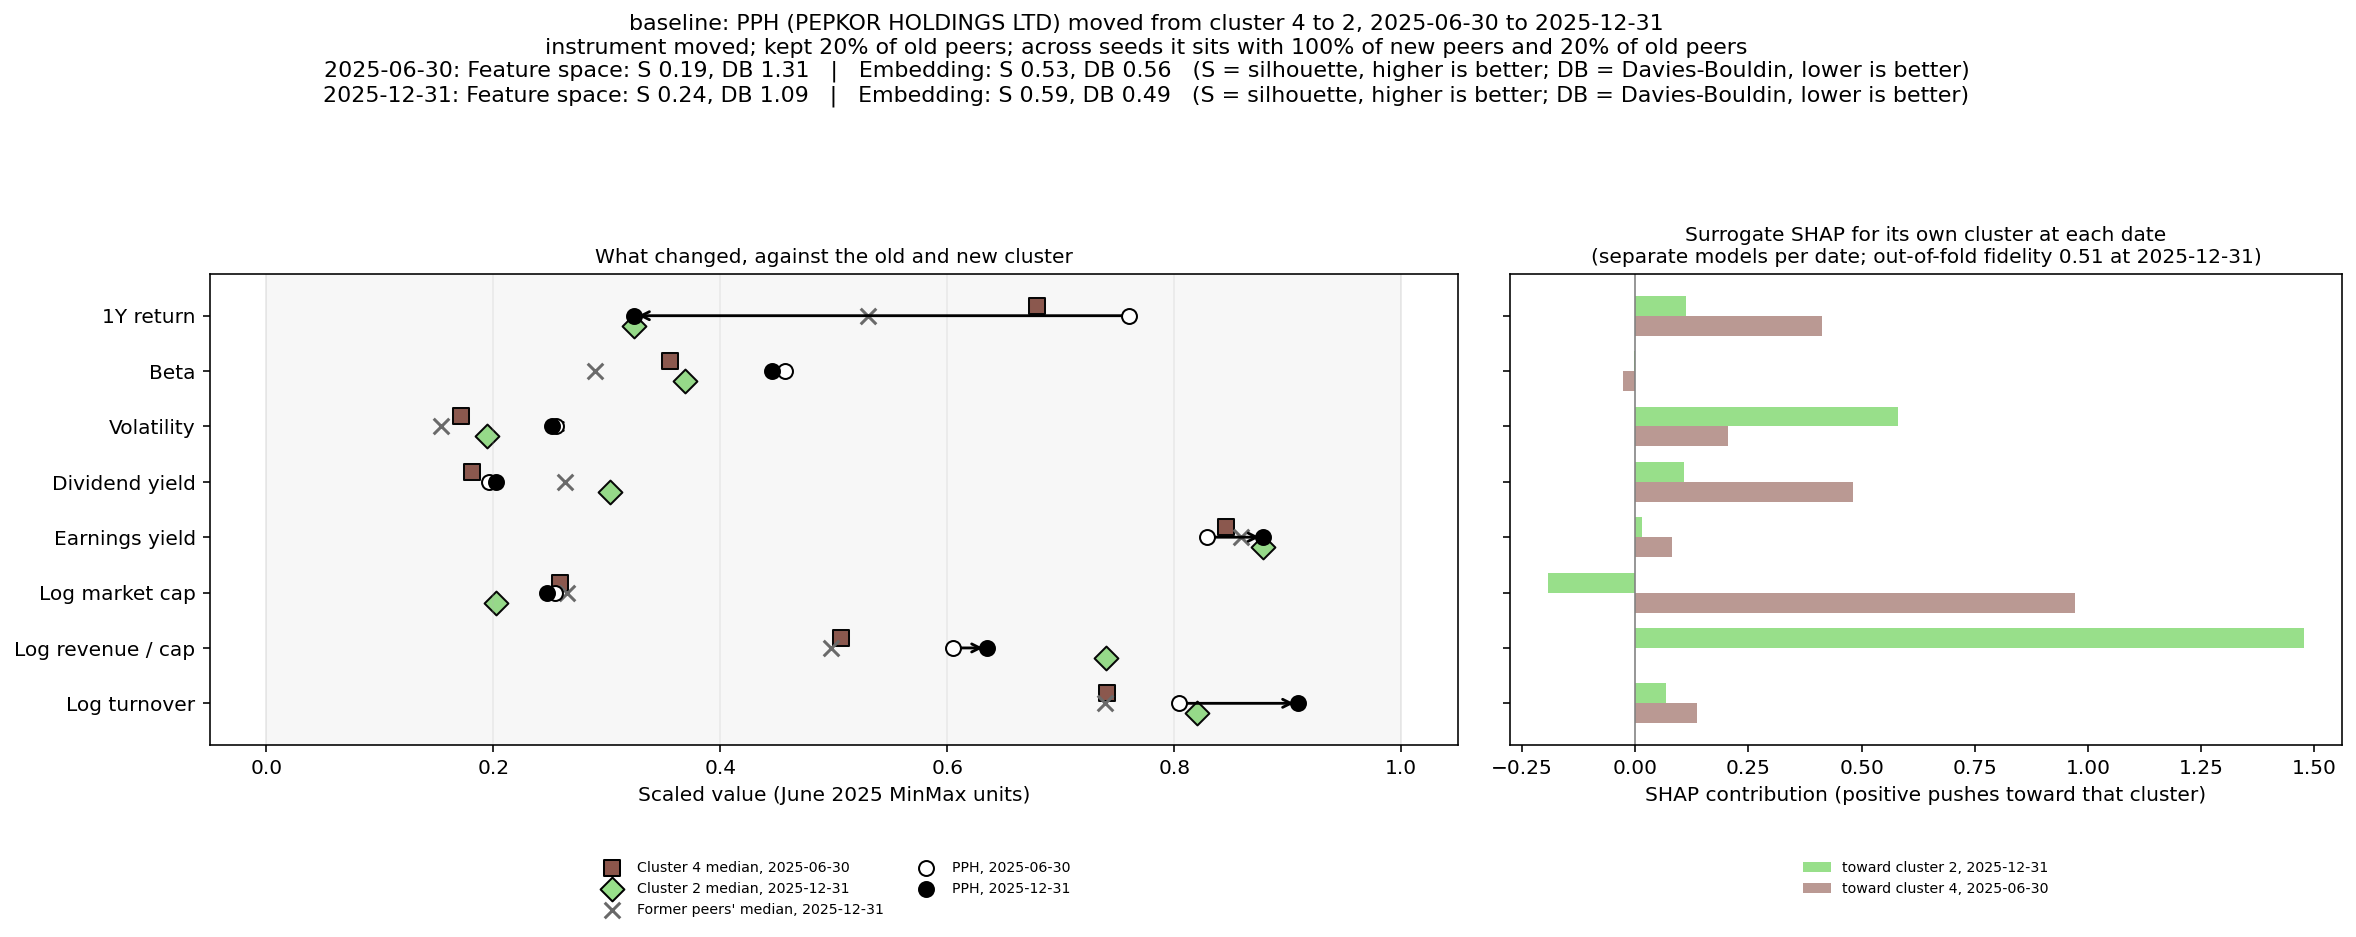 baseline: PPH (PEPKOR HOLDINGS LTD) moved from cluster 4 to 2, 2025-06-30 to 2025-12-31
instrument moved; kept 20% of old peers; across seeds it sits with 100% of new peers and 20% of old peers
2025-06-30: Feature space: S 0.19, DB 1.31 | Embedding: S 0.53, DB 0.56 (S = silhouette, higher is better; DB = Davies-Bouldin, lower is better)
2025-12-31: Feature space: S 0.24, DB 1.09 | Embedding: S 0.59, DB 0.49 (S = silhouette, higher is better; DB = Davies-Bouldin, lower is better)
What changed, against the old and new cluster
1Y return
Beta
Volatility
Dividend yield
Earnings yield
Log market cap
Log revenue / cap
Log turnover
0.0 0.2 0.4 0.6 0.8 1.0
Scaled value (June 2025 MinMax units)
Cluster 4 median, 2025-06-30
Cluster 2 median, 2025-12-31
Former peers' median, 2025-12-31
PPH, 2025-06-30
PPH, 2025-12-31
Surrogate SHAP for its own cluster at each date
(separate models per date; out-of-fold fidelity 0.51 at 2025-12-31)
−0.25 0.00 0.25 0.50 0.75 1.00 1.25 1.50
SHAP contribution (positive pushes toward that cluster)
toward cluster 2, 2025-12-31
toward cluster 4, 2025-06-30